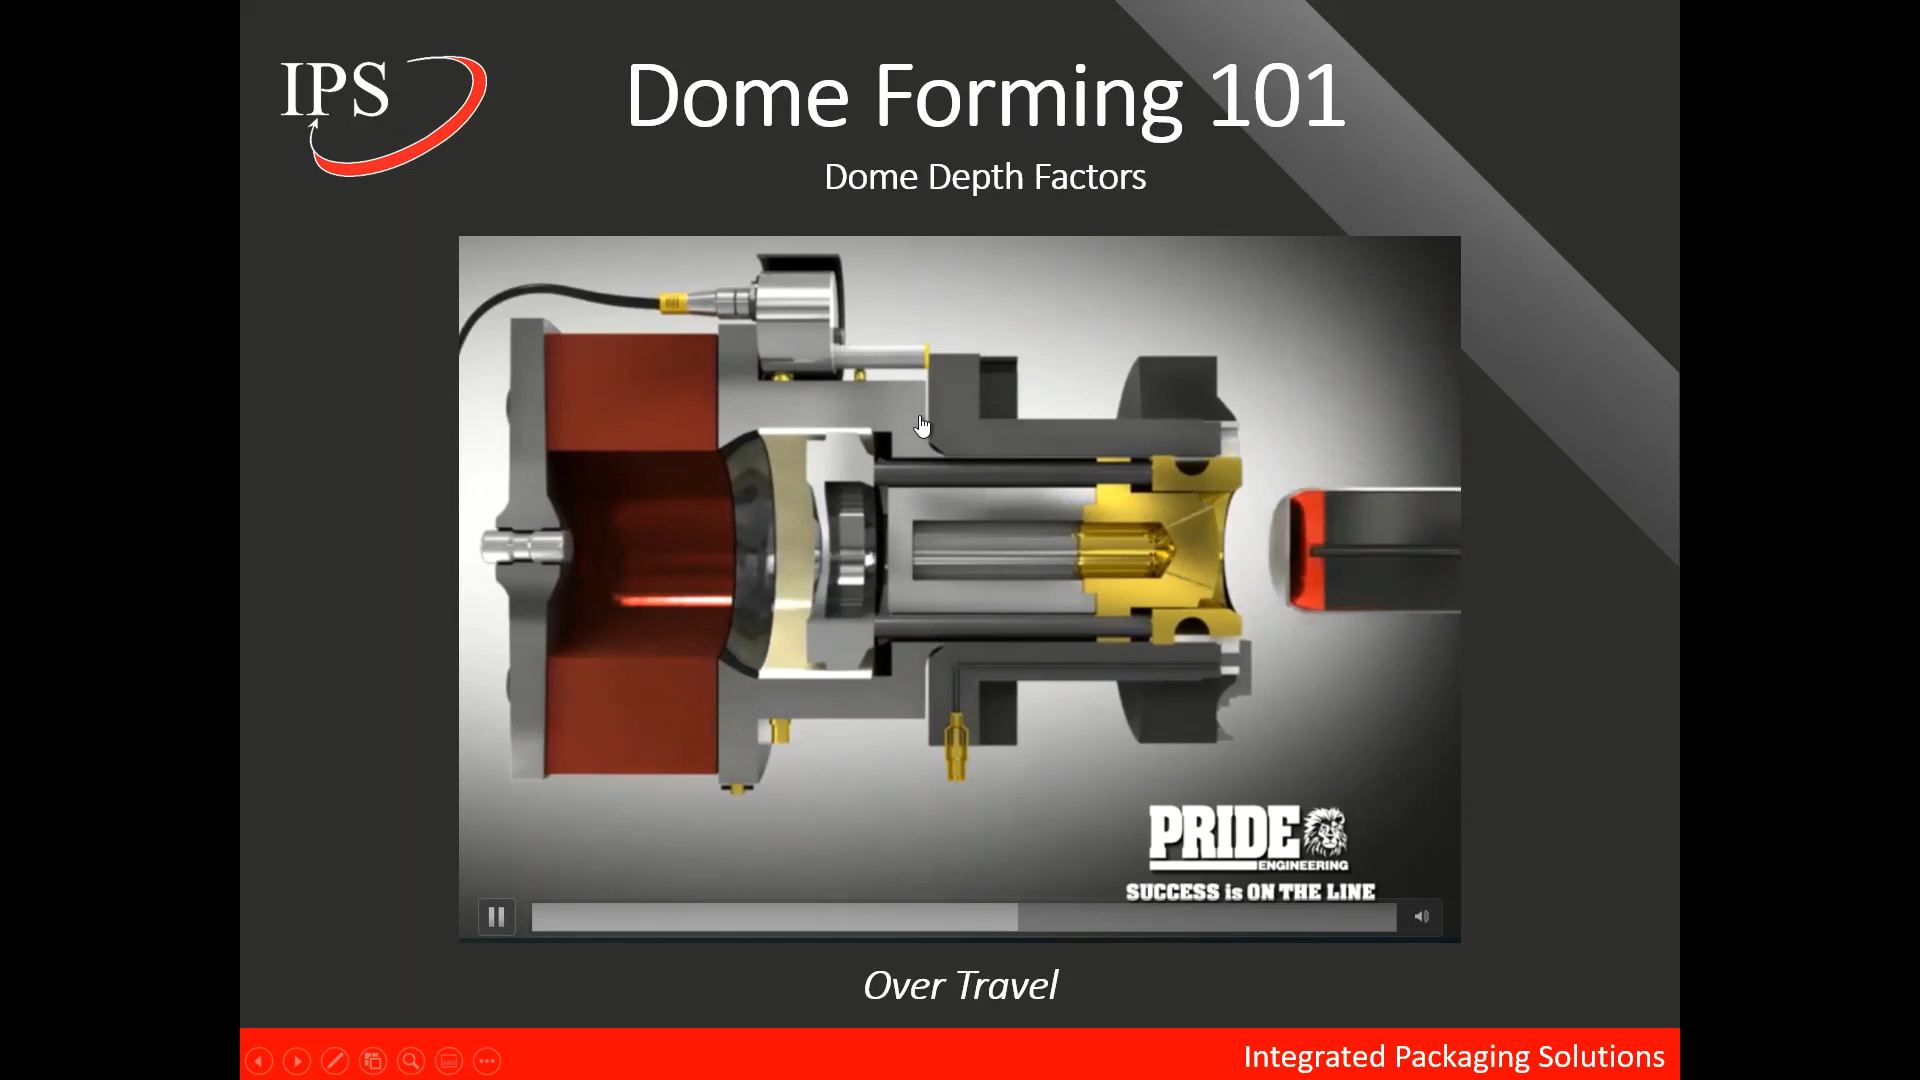 IPS
Dome Forming 101
Dome Depth Factors
PRIDE
ENGINEERING
SUCCESS is ON THE LINE
Over Travel
Integrated Packaging Solutions